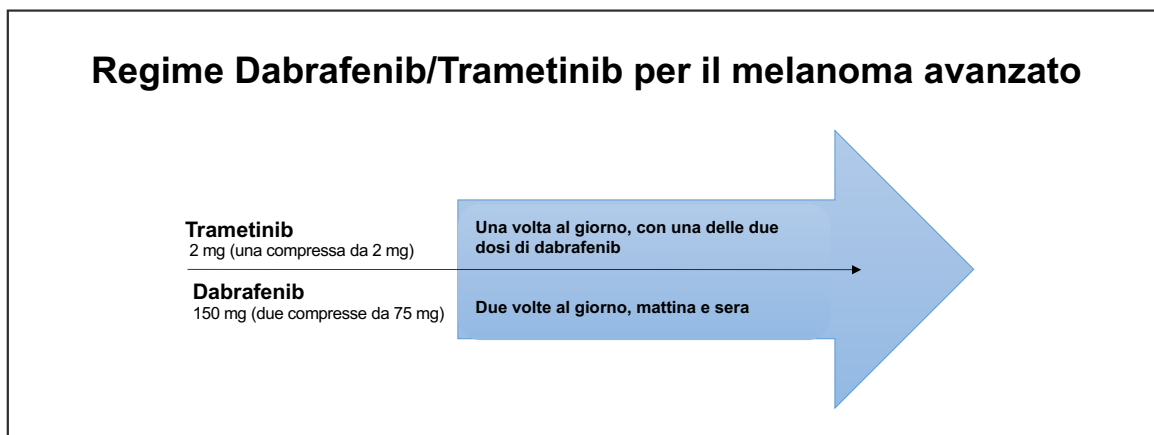 Regime Dabrafenib/Trametinib per il melanoma avanzato
Trametinib
2 mg (una compressa da 2 mg)
Una volta al giorno, con una delle due
dosi di dabrafenib
Dabrafenib
150 mg (due compresse da 75 mg)
Due volte al giorno, mattina e sera